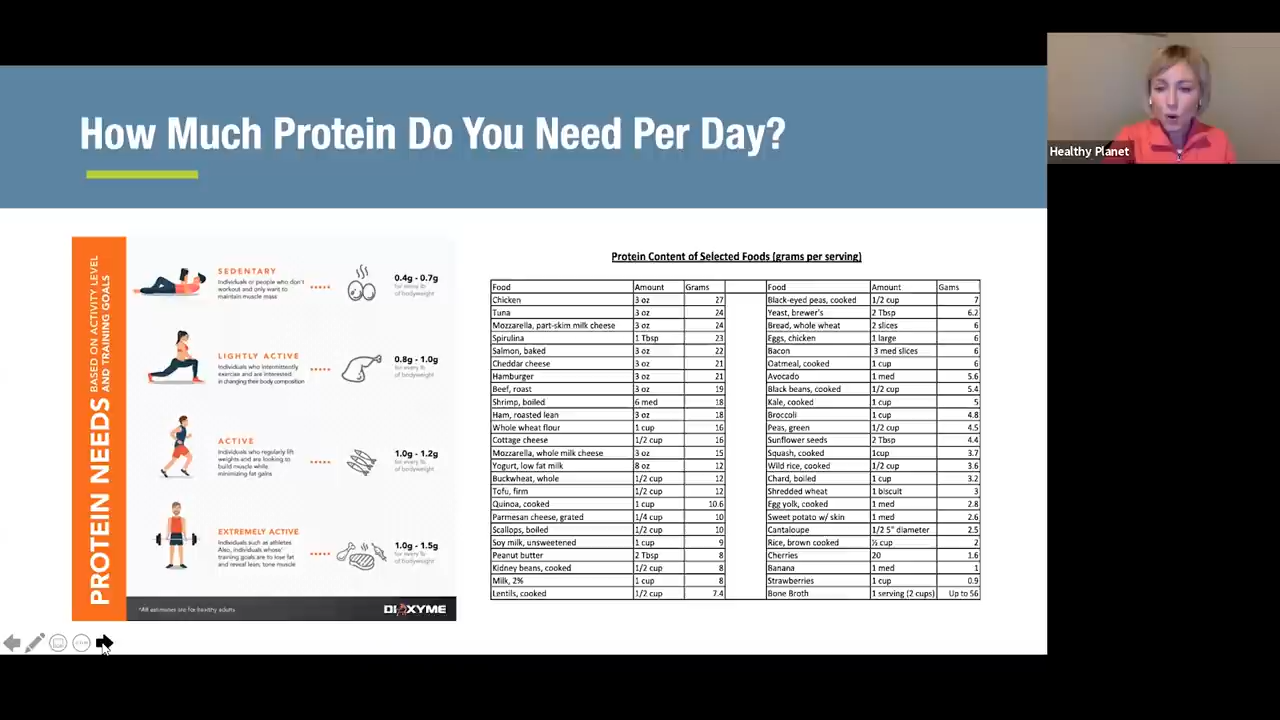 How Much Protein Do You Need Per Day?
Healthy Planet
PROTEIN NEEDS BASED ON ACTIVITY LEVEL
AND TRAINING GOALS
SEDENTARY
Individuals or people who don't
workout and only want to
maintain muscle mass
0.4g - 0.7g
for every lb
of bodyweight
LIGHTLY ACTIVE
Individuals who intermittently
exercise and are interested
in changing their body composition
0.8g - 1.0g
for every lb
of bodyweight
ACTIVE
Individuals who regularly lift
weights and are looking to
build muscle while
minimizing fat gains
1.0g - 1.2g
for every lb
of bodyweight
EXTREMELY ACTIVE
Individuals such as athletes
Also, individuals whose
training goals are to lose fat
and reveal lean, tone muscle
1.0g - 1.5g
for every lb
of bodyweight
*All estimates are for healthy adults
DIOXYME
Protein Content of Selected Foods (grams per serving)
Food Amount Grams Food Amount Gams
Chicken 3 oz 27 Black-eyed peas, cooked 1/2 cup 7
Tuna 3 oz 24 Yeast, brewer's 2 Tbsp 6.2
Mozzarella, part-skim milk cheese 3 oz 24 Bread, whole wheat 2 slices 6
Spirulina 1 Tbsp 23 Eggs, chicken 1 large 6
Salmon, baked 3 oz 22 Bacon 3 med slices 6
Cheddar cheese 3 oz 21 Oatmeal, cooked 1 cup 6
Hamburger 3 oz 21 Avocado 1 med 5.6
Beef, roast 3 oz 19 Black beans, cooked 1/2 cup 5.4
Shrimp, boiled 6 med 18 Kale, cooked 1 cup 5
Ham, roasted lean 3 oz 18 Broccoli 1 cup 4.8
Whole wheat flour 1 cup 16 Peas, green 1/2 cup 4.5
Cottage cheese 1/2 cup 16 Sunflower seeds 2 Tbsp 4.4
Mozzarella, whole milk cheese 3 oz 15 Squash, cooked 1cup 3.7
Yogurt, low fat milk 8 oz 12 Wild rice, cooked 1/2 cup 3.6
Buckwheat, whole 1/2 cup 12 Chard, boiled 1 cup 3.2
Tofu, firm 1/2 cup 12 Shredded wheat 1 biscuit 3
Quinoa, cooked 1 cup 10.6 Egg yolk, cooked 1 med 2.8
Parmesan cheese, grated 1/4 cup 10 Sweet potato w/ skin 1 med 2.6
Scallops, boiled 1/2 cup 10 Cantaloupe 1/2 5" diameter 2.5
Soy milk, unsweetened 1 cup 9 Rice, brown cooked ½ cup 2
Peanut butter 2 Tbsp 8 Cherries 20 1.6
Kidney beans, cooked 1/2 cup 8 Banana 1 med 1
Milk, 2% 1 cup 8 Strawberries 1 cup 0.9
Lentils, cooked 1/2 cup 7.4 Bone Broth 1 serving (2 cups) Up to 56